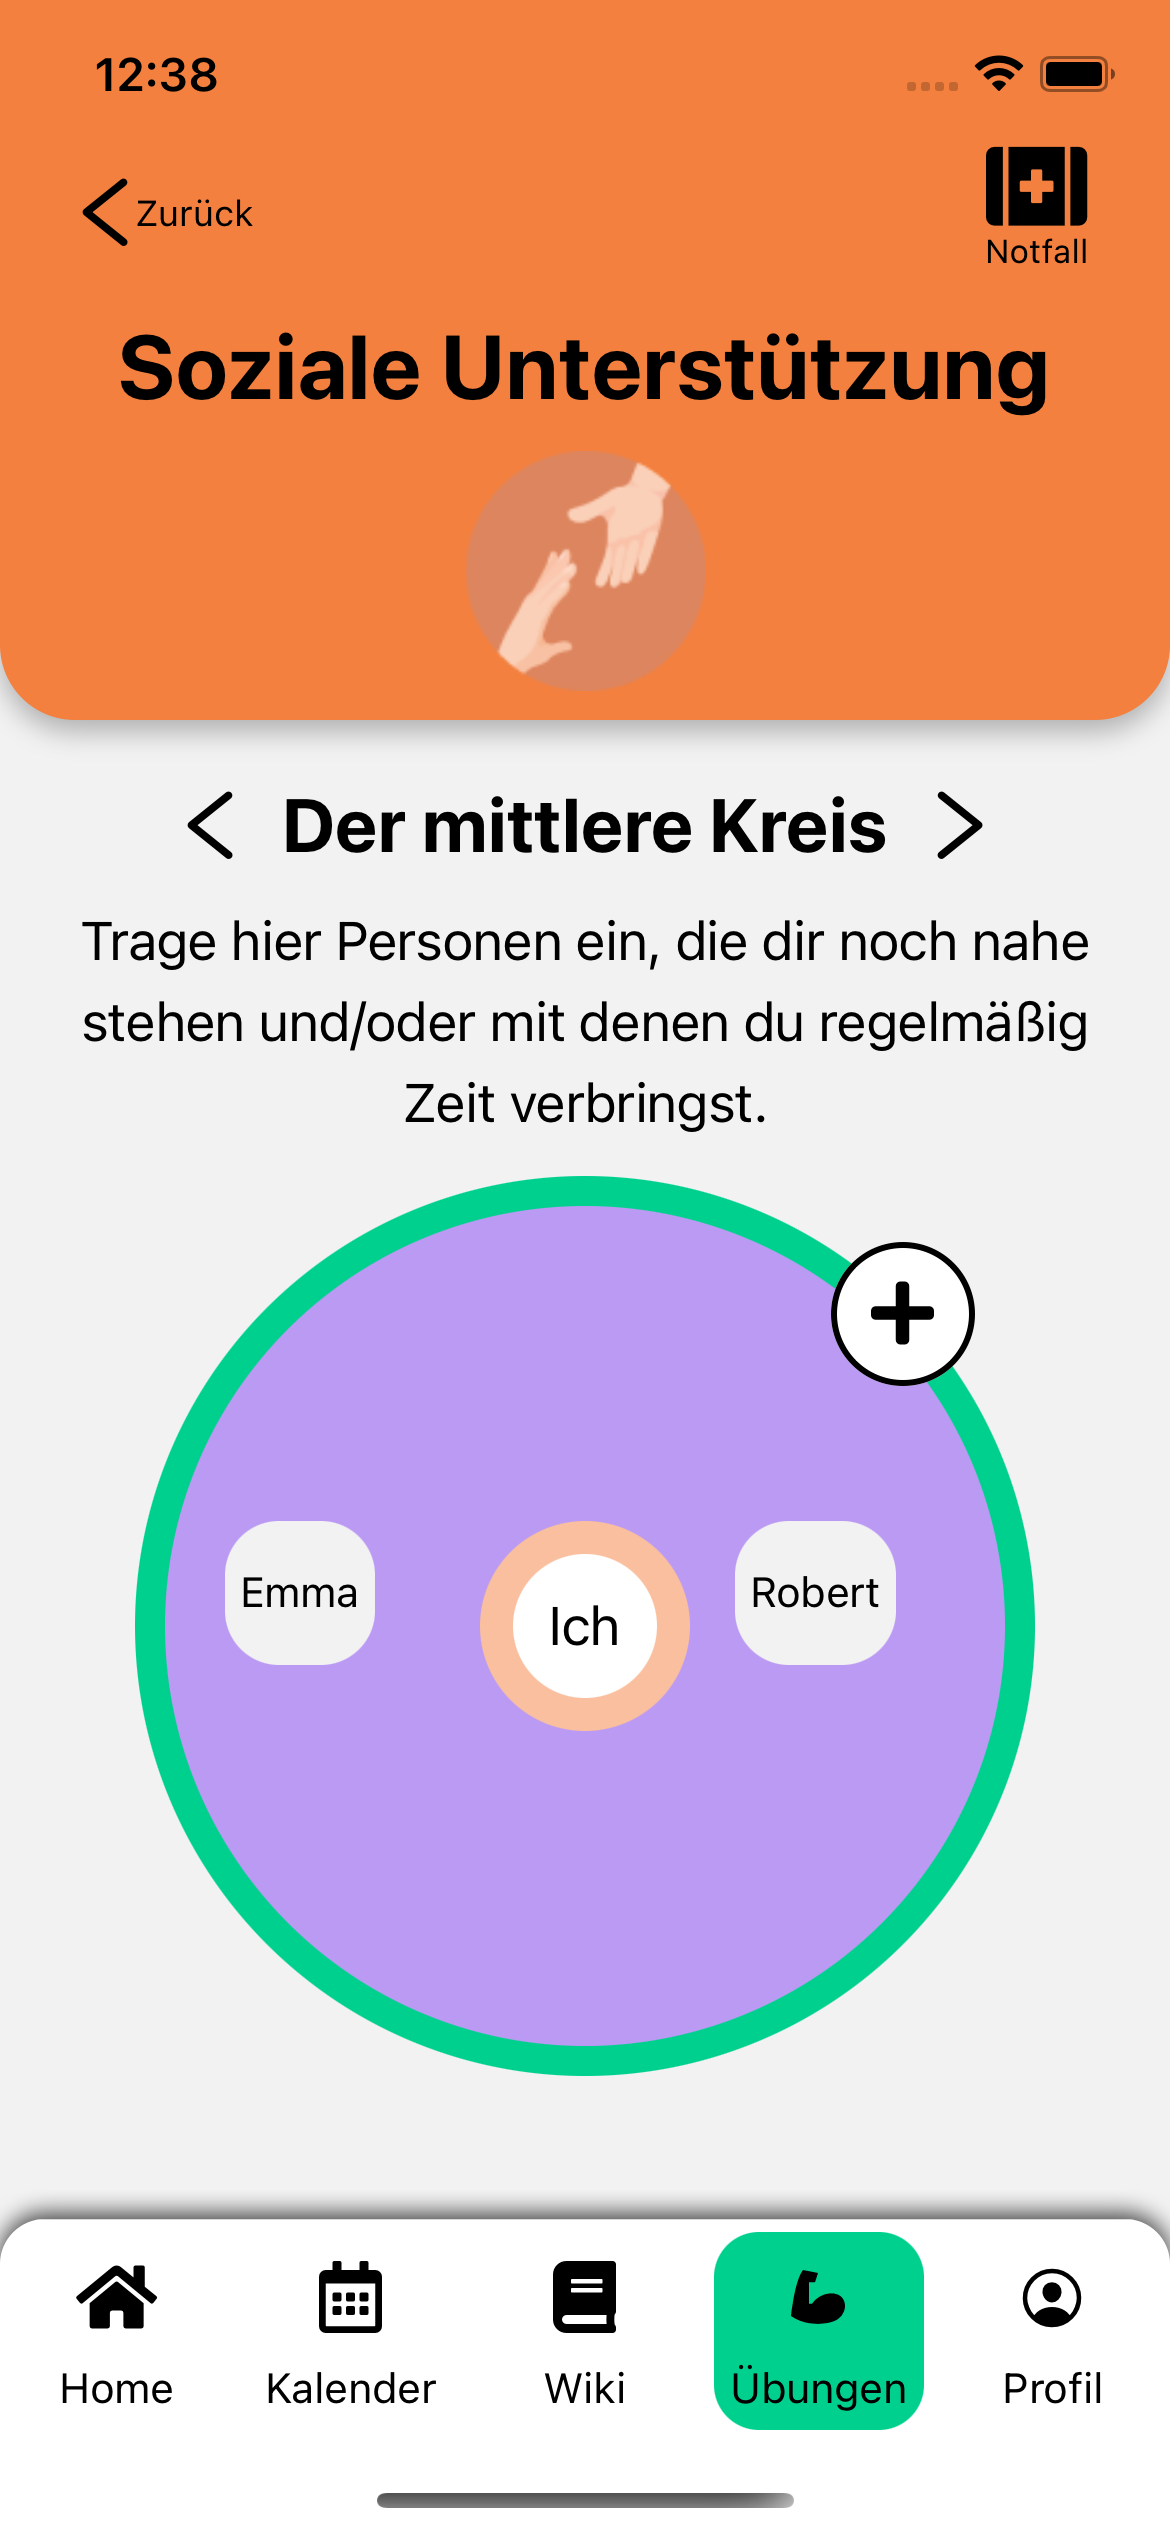 12:38
Zurück
Notfall
Soziale Unterstützung
Der mittlere Kreis
Trage hier Personen ein, die dir noch nahe
stehen und/oder mit denen du regelmäßig
Zeit verbringst.
Emma
Ich
Robert
Home
Kalender
Wiki
Übungen
Profil